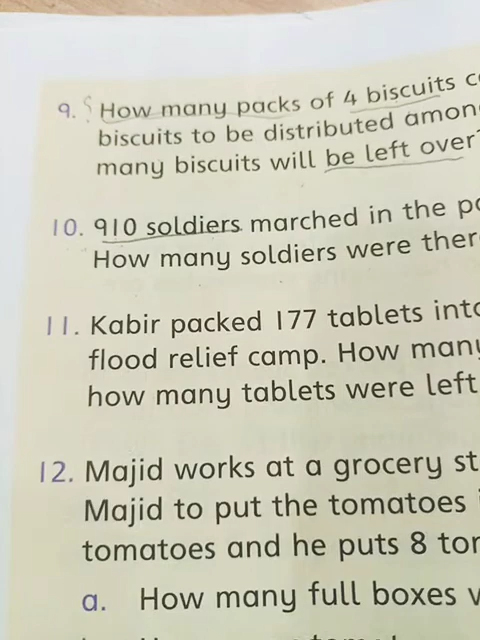 9. How many packs of 4 biscuits c
biscuits to be distributed among
many biscuits will be left over?
10. 910 soldiers marched in the p
How many soldiers were ther
11. Kabir packed 177 tablets into
flood relief camp. How many
how many tablets were left
12. Majid works at a grocery st
Majid to put the tomatoes
tomatoes and he puts 8 tom
a. How many full boxes w